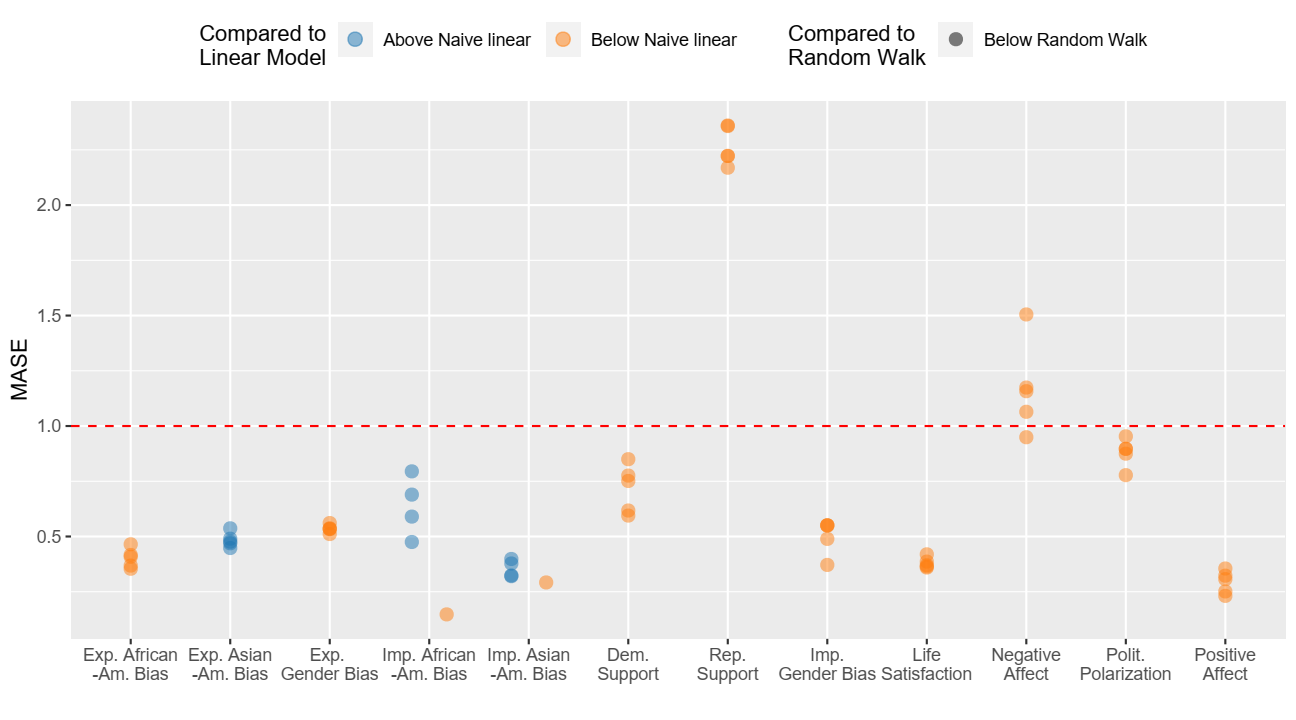 Compared to
Linear Model
Above Naive linear
Below Naive linear
Compared to
Random Walk
Below Random Walk
MASE
2.0
1.5
1.0
0.5
Exp. African
-Am. Bias
Exp. Asian
-Am. Bias
Exp.
Gender Bias
Imp. African
-Am. Bias
Imp. Asian
-Am. Bias
Dem.
Support
Rep.
Support
Imp.
Gender Bias
Life
Satisfaction
Negative
Affect
Polit.
Polarization
Positive
Affect